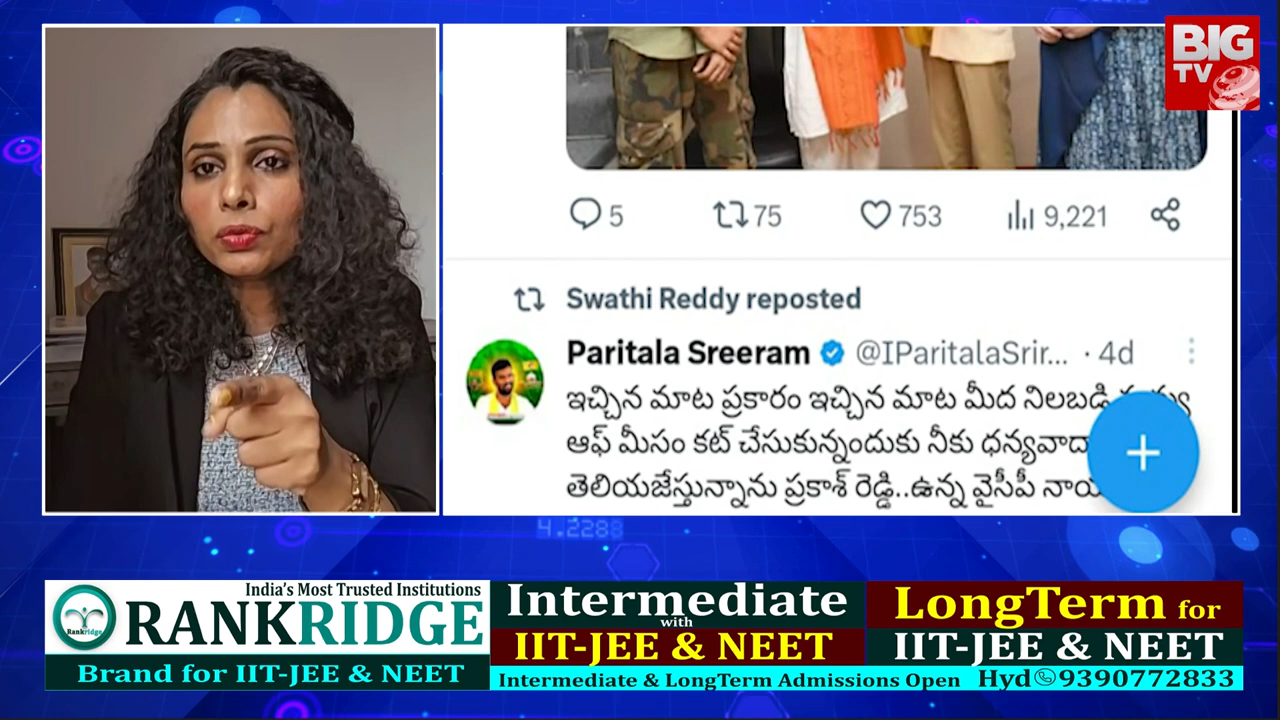 BIG
TV
5
75
753
9,221
Swathi Reddy reposted
Paritala Sreeram @IParitalaSrir... · 4d
ఇచ్చిన మాట ప్రకారం ఇచ్చిన మాట మీద నిలబడి
ఆఫ్ మీసం కట్ చేసుకున్నందుకు నీకు
తెలియజేస్తున్నాను ప్రకాశ్ రెడ్డి..ఉన్న వైసీపీ
4.2288
India's Most Trusted Institutions
RANKRIDGE
Rankridge
Brand for IIT-JEE & NEET
Intermediate
with
IIT-JEE & NEET
LongTerm for
IIT-JEE & NEET
Intermediate & LongTerm Admissions Open Hyd 9390772833